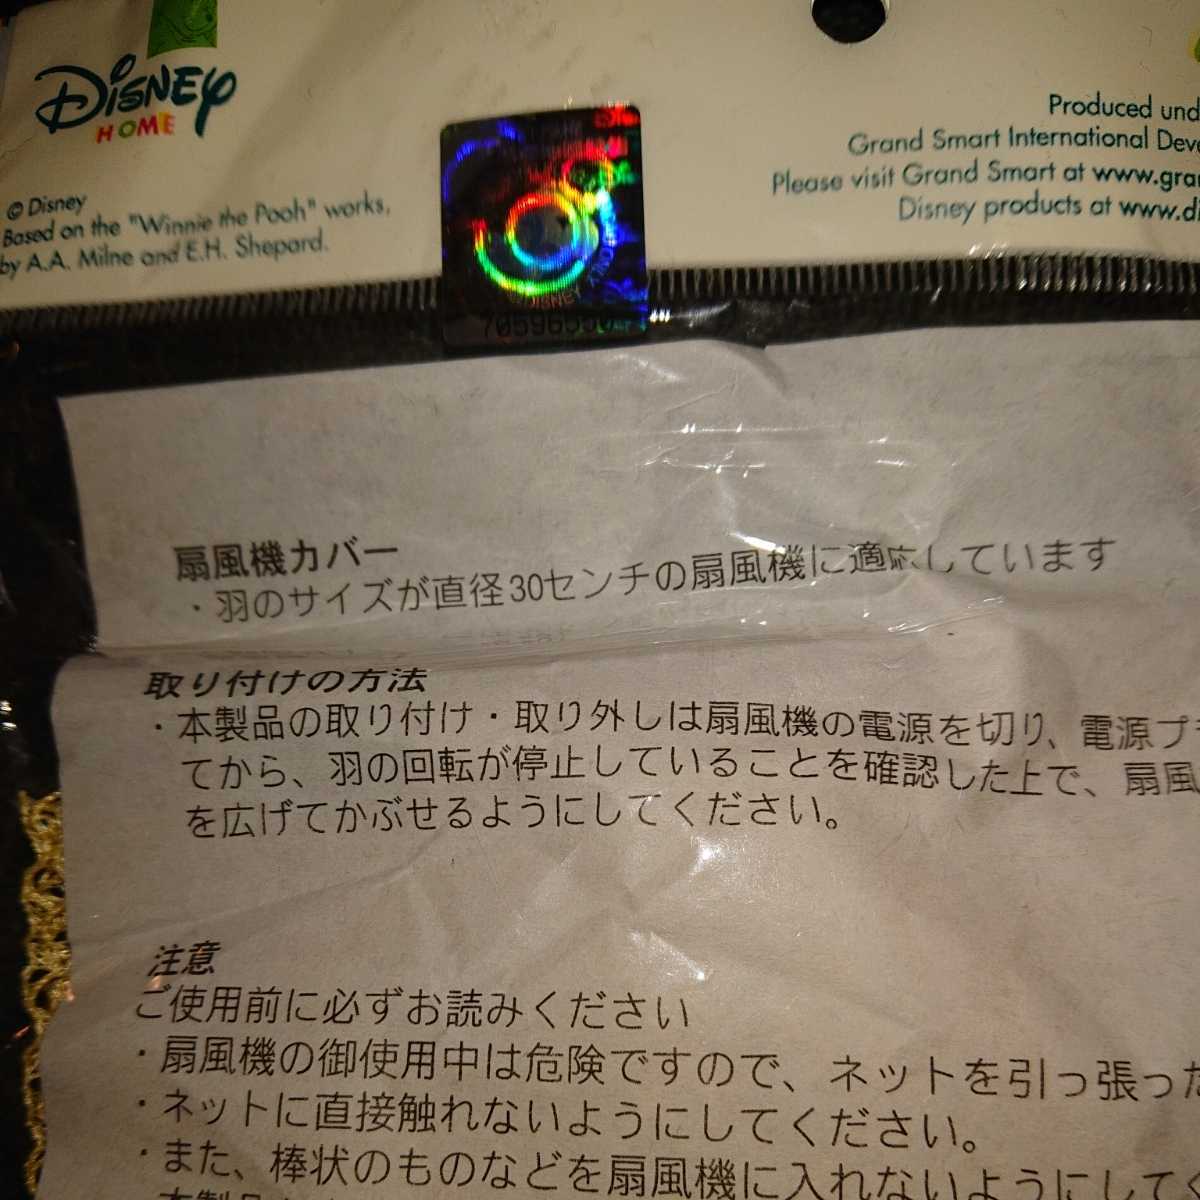 Disney
HOME
© Disney
Based on the "Winnie the Pooh" works,
by A.A. Milne and E.H. Shepard.
Produced und
Grand Smart International Deve
Please visit Grand Smart at www.gra
Disney products at www.di
DISNEY
扇風機カバー
・羽のサイズが直径30センチの扇風機に適応しています
取り付けの方法
・本製品の取り付け・取り外しは扇風機の電源を切り、電源プラ
てから、羽の回転が停止していることを確認した上で、扇風
を広げてかぶせるようにしてください。
注意
ご使用前に必ずお読みください
・扇風機の御使用中は危険ですので、ネットを引っ張った
・ネットに直接触れないようにしてください。
・また、棒状のものなどを扇風機に入れないようにしてく